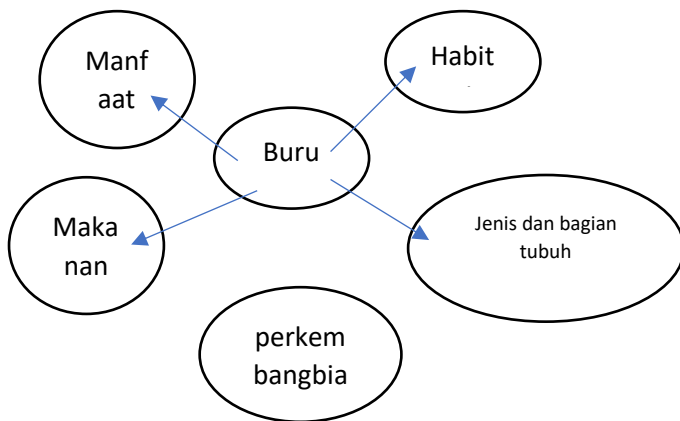 Manf
aat
Habit
Buru
Maka
nan
Jenis dan bagian
tubuh
perkem
bangbia